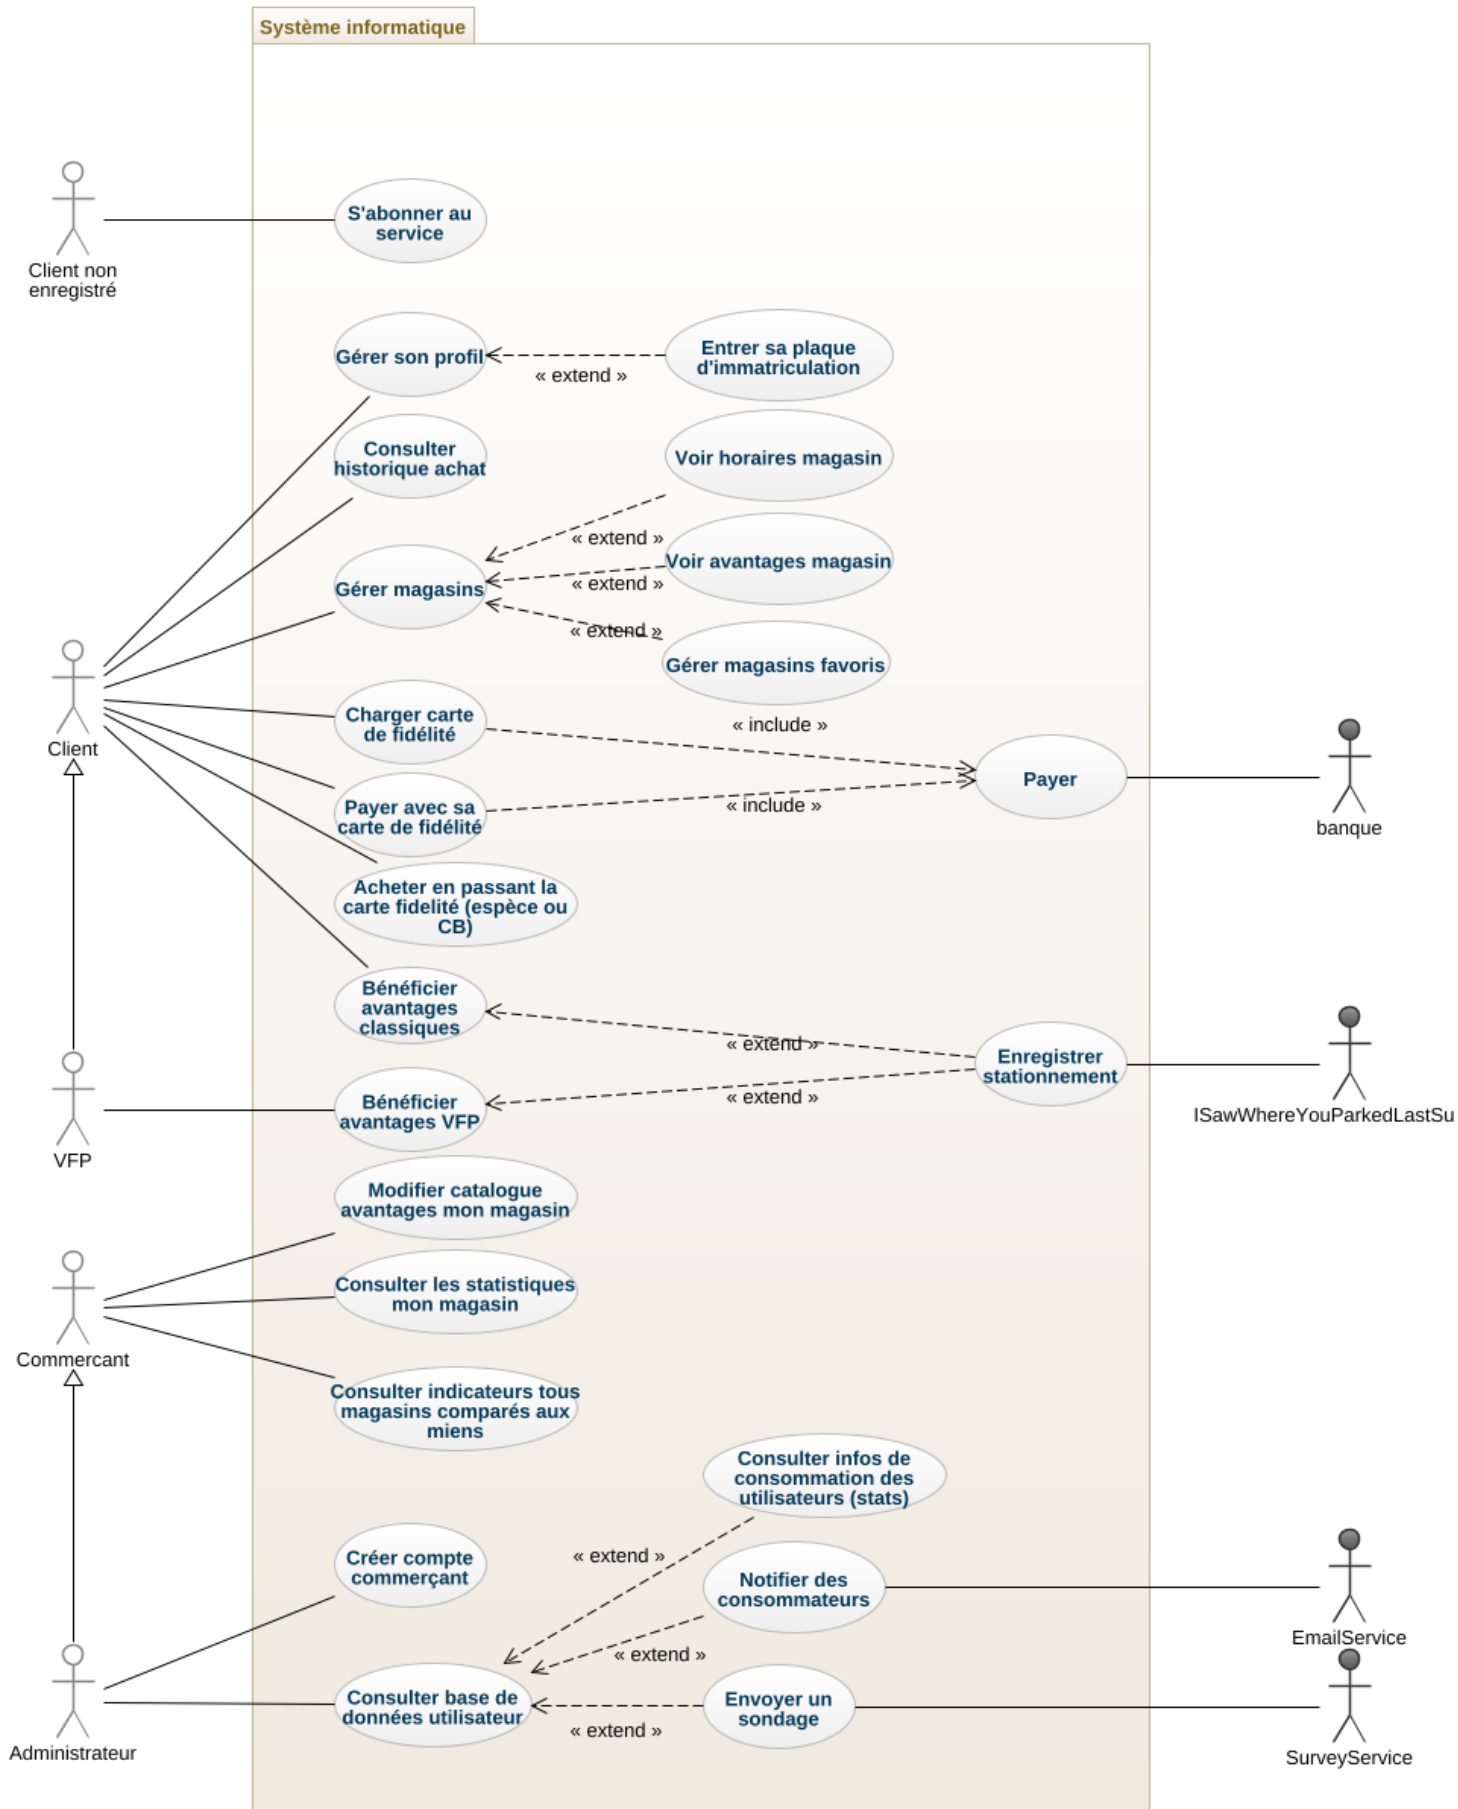 Système informatique
S'abonner au
service
Client non
enregistré
Gérer son profil
« extend »
Entrer sa plaque
d'immatriculation
Consulter
historique achat
Voir horaires magasin
« extend »
Voir avantages magasin
Gérer magasins
« extend »
« extend »
Gérer magasins favoris
Charger carte
de fidélité
« include »
Client
Payer
Payer avec sa
carte de fidélité
« include »
banque
Acheter en passant la
carte fidelité (espèce ou
CB)
Bénéficier
avantages
classiques
« extend »
Enregistrer
stationnement
« extend »
Bénéficier
avantages VFP
ISawWhereYouParkedLastSu
VFP
Modifier catalogue
avantages mon magasin
Consulter les statistiques
mon magasin
Commercant
Consulter indicateurs tous
magasins comparés aux
miens
Consulter infos de
consommation des
utilisateurs (stats)
« extend »
Créer compte
commerçant
Notifier des
consommateurs
EmailService
« extend »
Consulter base de
données utilisateur
Envoyer un
sondage
« extend »
Administrateur
SurveyService